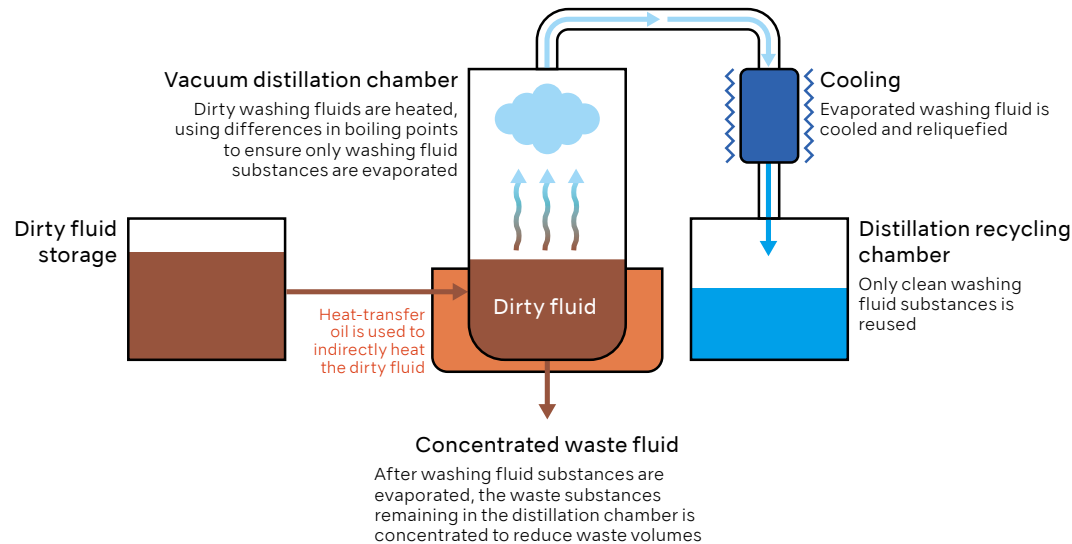 Vacuum distillation chamber
Dirty washing fluids are heated,
using differences in boiling points
to ensure only washing fluid
substances are evaporated
Cooling
Evaporated washing fluid is
cooled and reliquefied
Dirty fluid
storage
Heat-transfer
oil is used to
indirectly heat
the dirty fluid
Dirty fluid
Distillation recycling
chamber
Only clean washing
fluid substances is
reused
Concentrated waste fluid
After washing fluid substances are
evaporated, the waste substances
remaining in the distillation chamber is
concentrated to reduce waste volumes